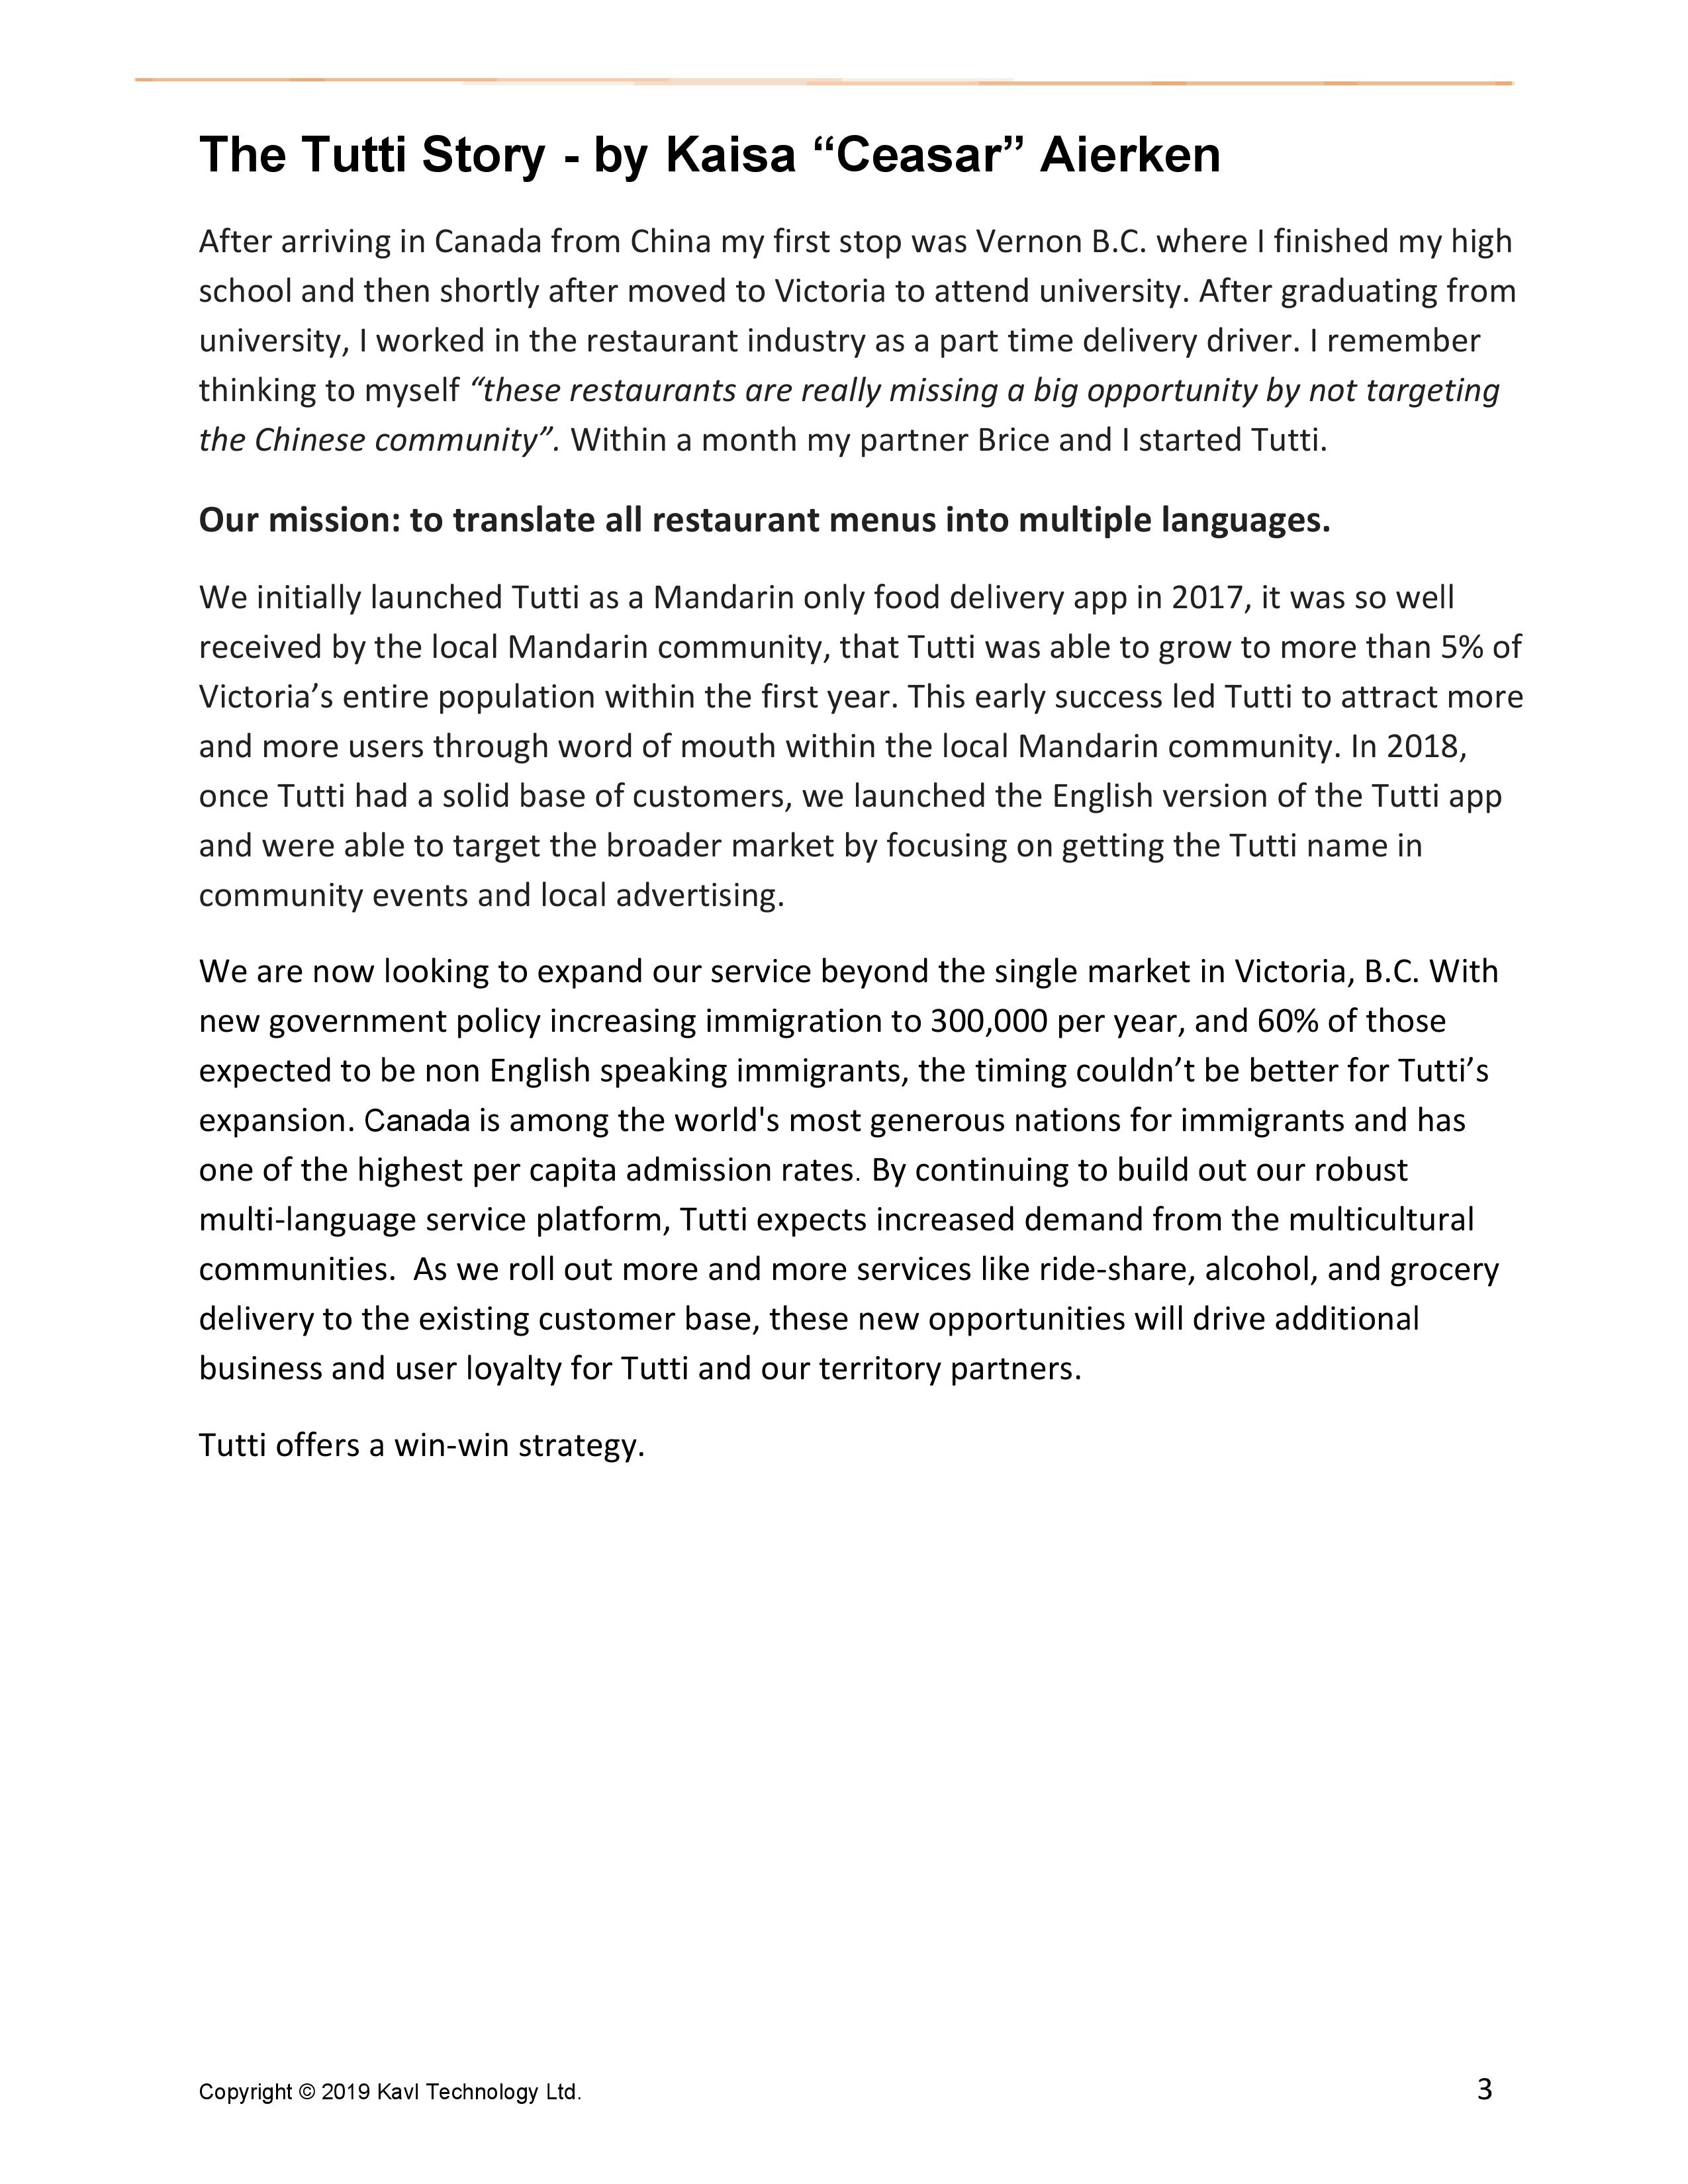 The Tutti Story - by Kaisa “Ceasar” Aierken
After arriving in Canada from China my first stop was Vernon B.C. where I finished my high
school and then shortly after moved to Victoria to attend university. After graduating from
university, I worked in the restaurant industry as a part time delivery driver. I remember
thinking to myself “these restaurants are really missing a big opportunity by not targeting
the Chinese community”. Within a month my partner Brice and I started Tutti.
Our mission: to translate all restaurant menus into multiple languages.
We initially launched Tutti as a Mandarin only food delivery app in 2017, it was so well
received by the local Mandarin community, that Tutti was able to grow to more than 5% of
Victoria’s entire population within the first year. This early success led Tutti to attract more
and more users through word of mouth within the local Mandarin community. In 2018,
once Tutti had a solid base of customers, we launched the English version of the Tutti app
and were able to target the broader market by focusing on getting the Tutti name in
community events and local advertising.
We are now looking to expand our service beyond the single market in Victoria, B.C. With
new government policy increasing immigration to 300,000 per year, and 60% of those
expected to be non English speaking immigrants, the timing couldn’t be better for Tutti’s
expansion. Canada is among the world's most generous nations for immigrants and has
one of the highest per capita admission rates. By continuing to build out our robust
multi-language service platform, Tutti expects increased demand from the multicultural
communities.  As we roll out more and more services like ride-share, alcohol, and grocery
delivery to the existing customer base, these new opportunities will drive additional
business and user loyalty for Tutti and our territory partners.
Tutti offers a win-win strategy.
Copyright © 2019 Kavl Technology Ltd.
3